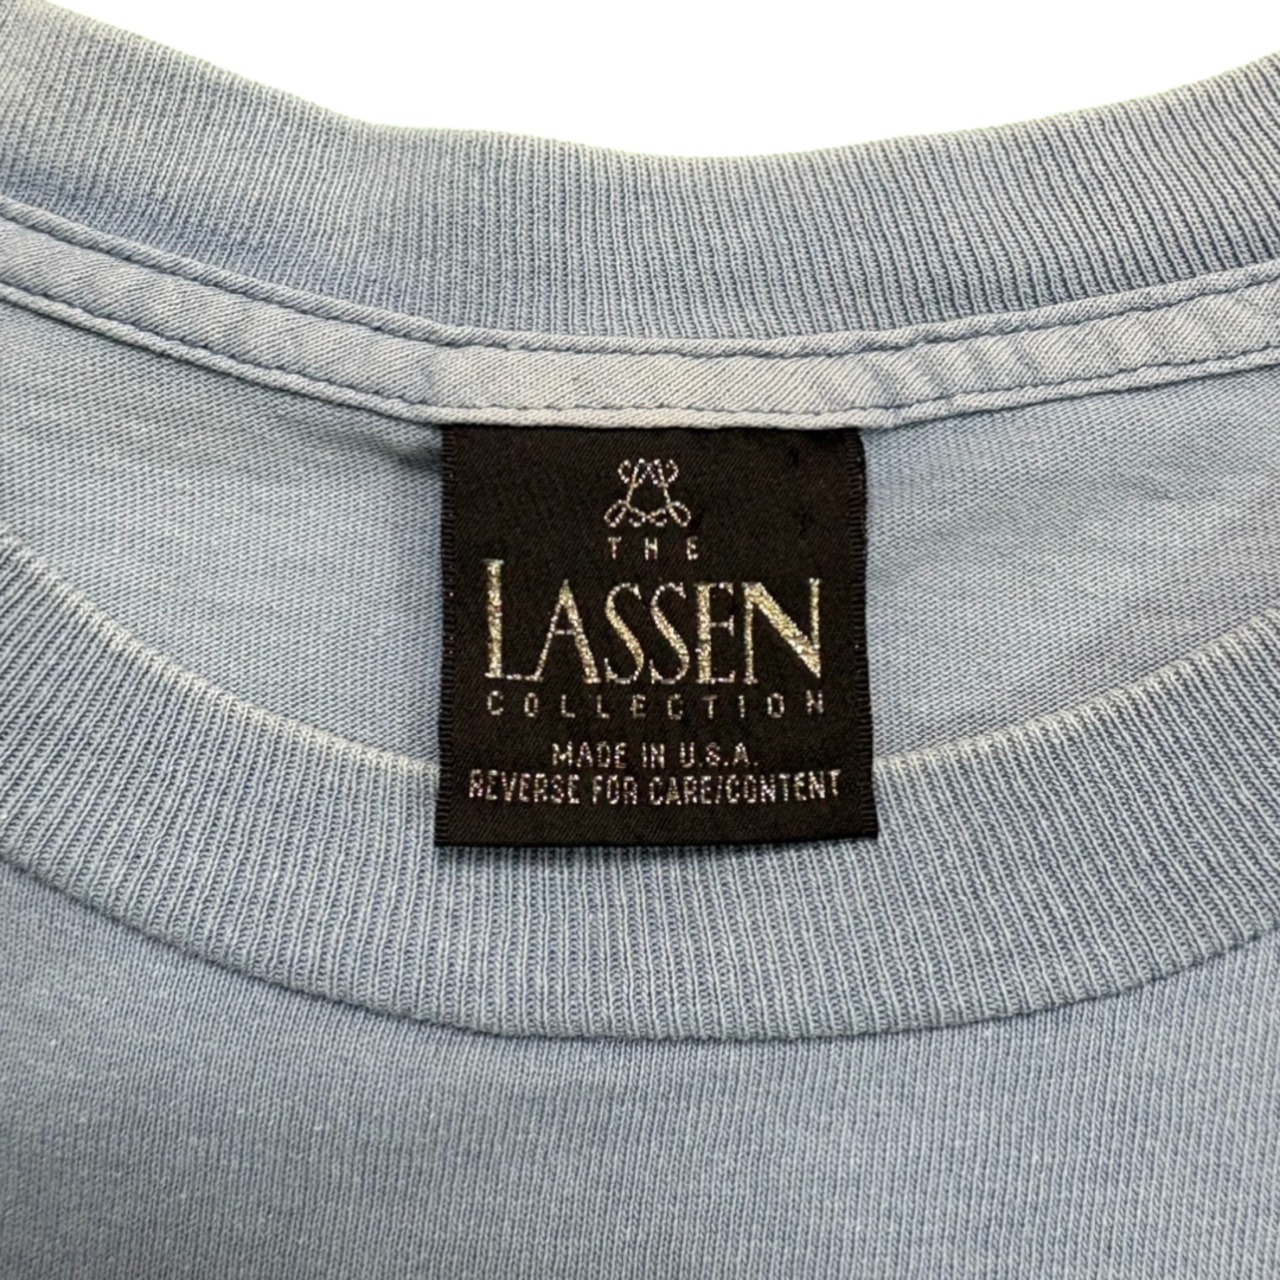 THE
LASSEN
COLLECTION
MADE IN U.S.A.
REVERSE FOR CARE/CONTENT